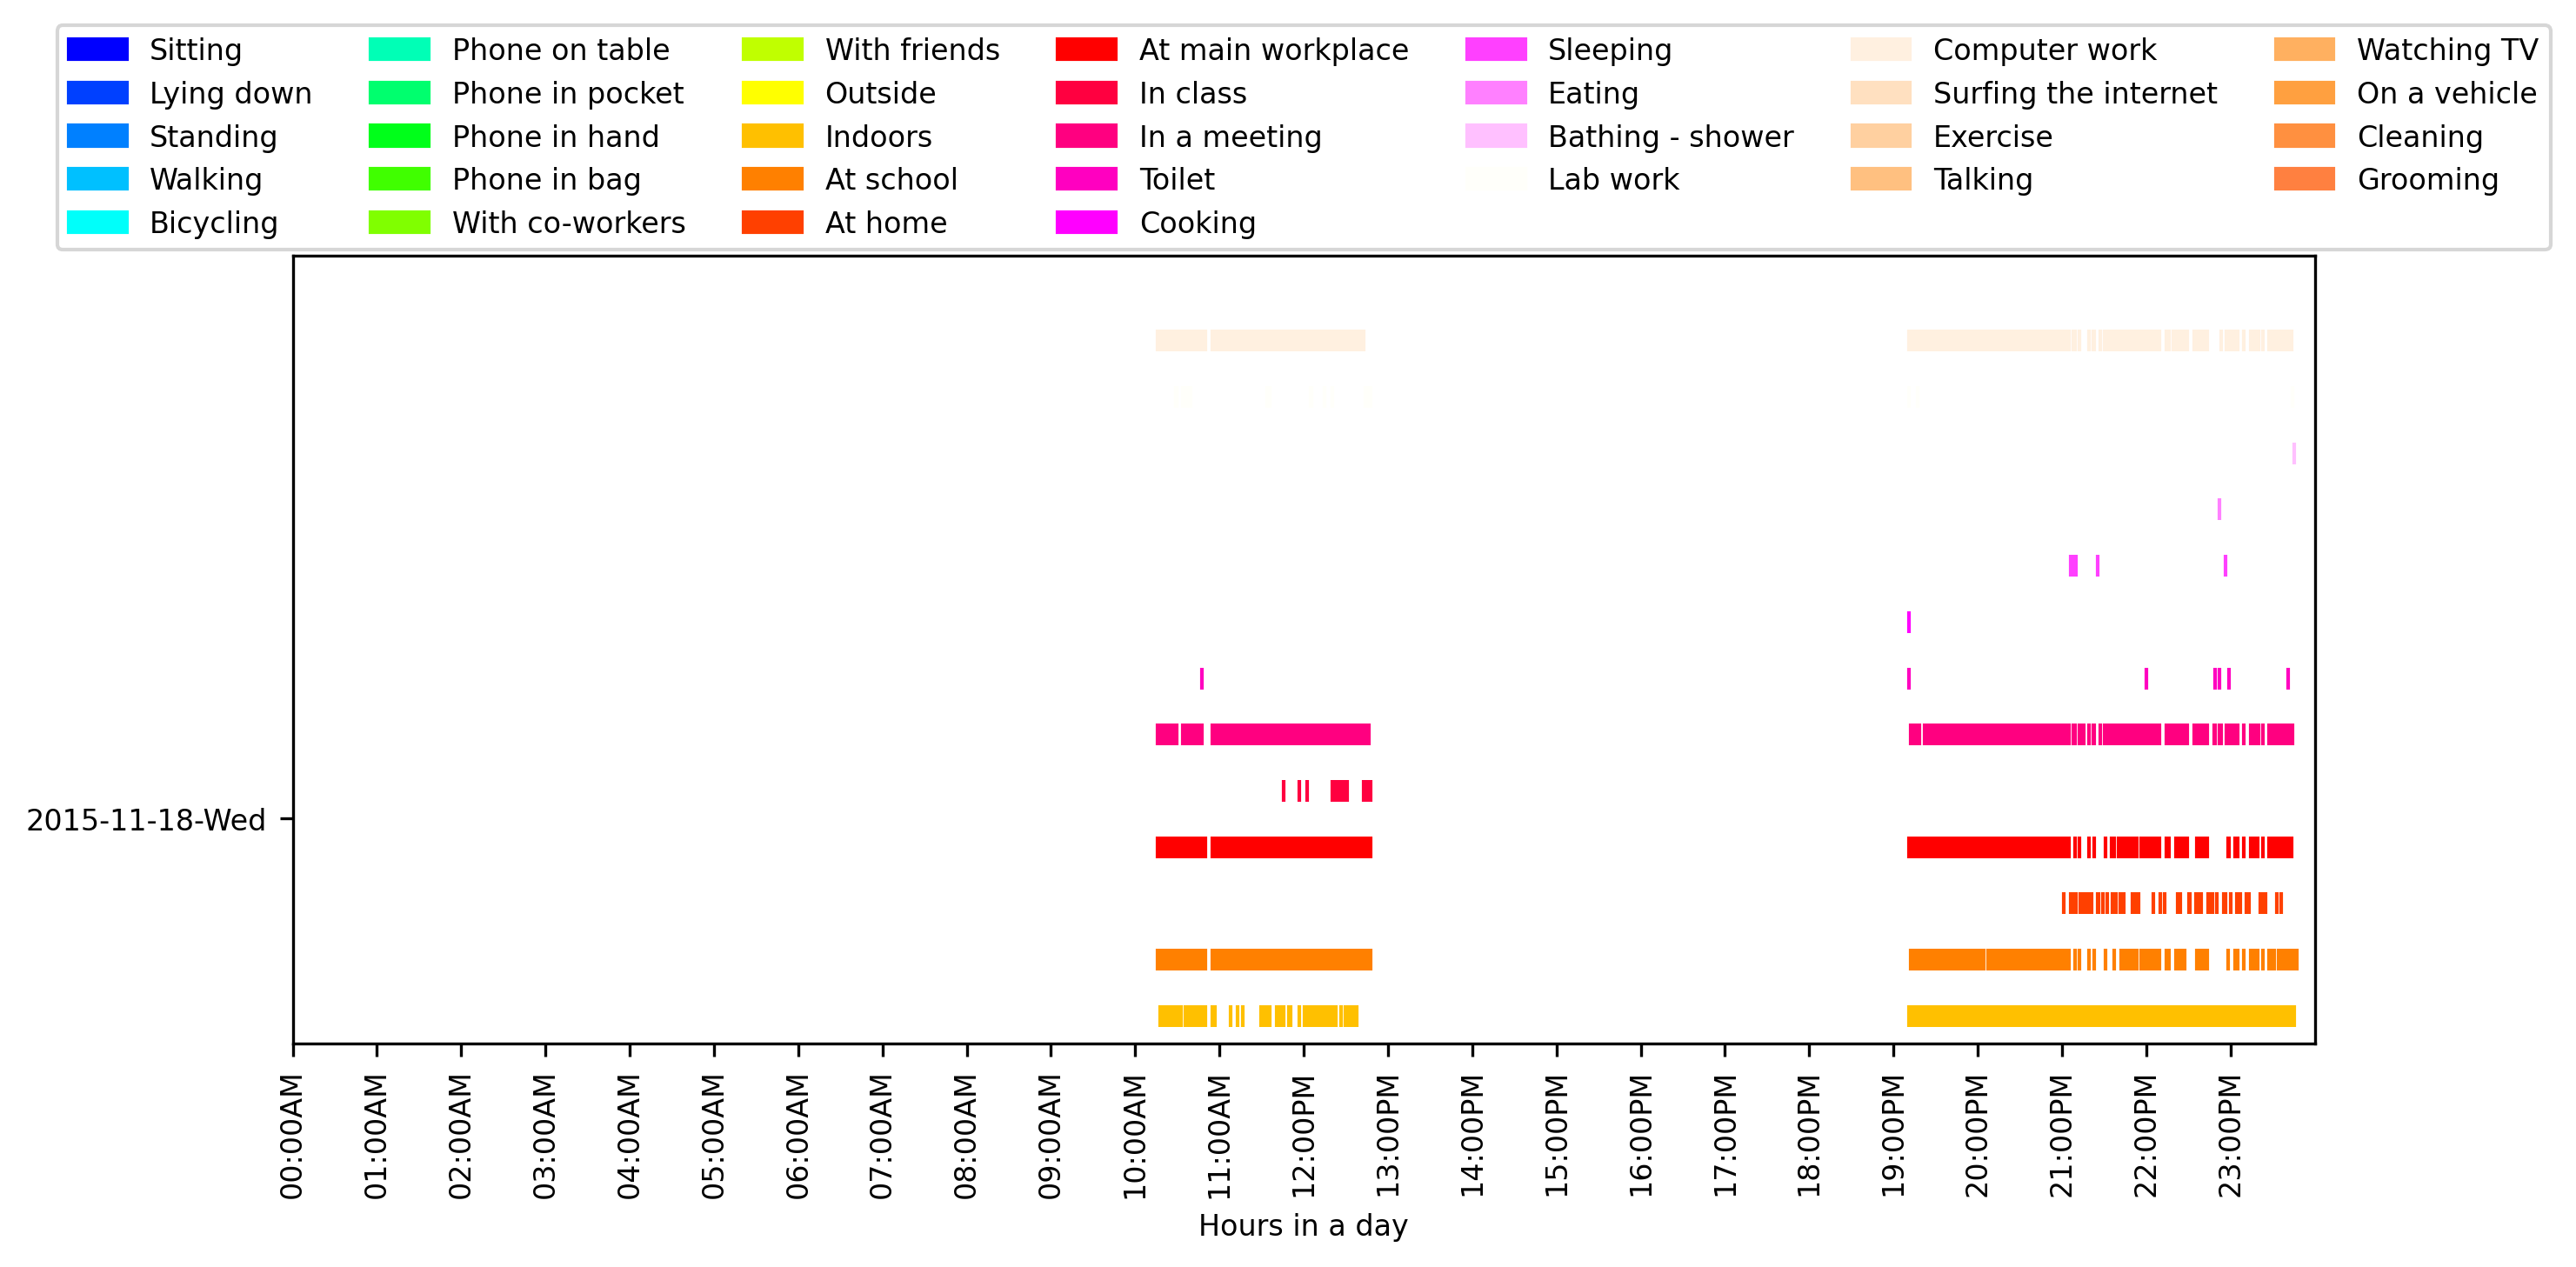 Sitting
Lying down
Standing
Walking
Bicycling
Phone on table
Phone in pocket
Phone in hand
Phone in bag
With co-workers
With friends
Outside
Indoors
At school
At home
At main workplace
In class
In a meeting
Toilet
Cooking
Sleeping
Eating
Bathing - shower
Lab work
Computer work
Surfing the internet
Exercise
Talking
Watching TV
On a vehicle
Cleaning
Grooming
2015-11-18-Wed
00:00AM
01:00AM
02:00AM
03:00AM
04:00AM
05:00AM
06:00AM
07:00AM
08:00AM
09:00AM
10:00AM
11:00AM
12:00PM
13:00PM
14:00PM
15:00PM
16:00PM
17:00PM
18:00PM
19:00PM
20:00PM
21:00PM
22:00PM
23:00PM
Hours in a day